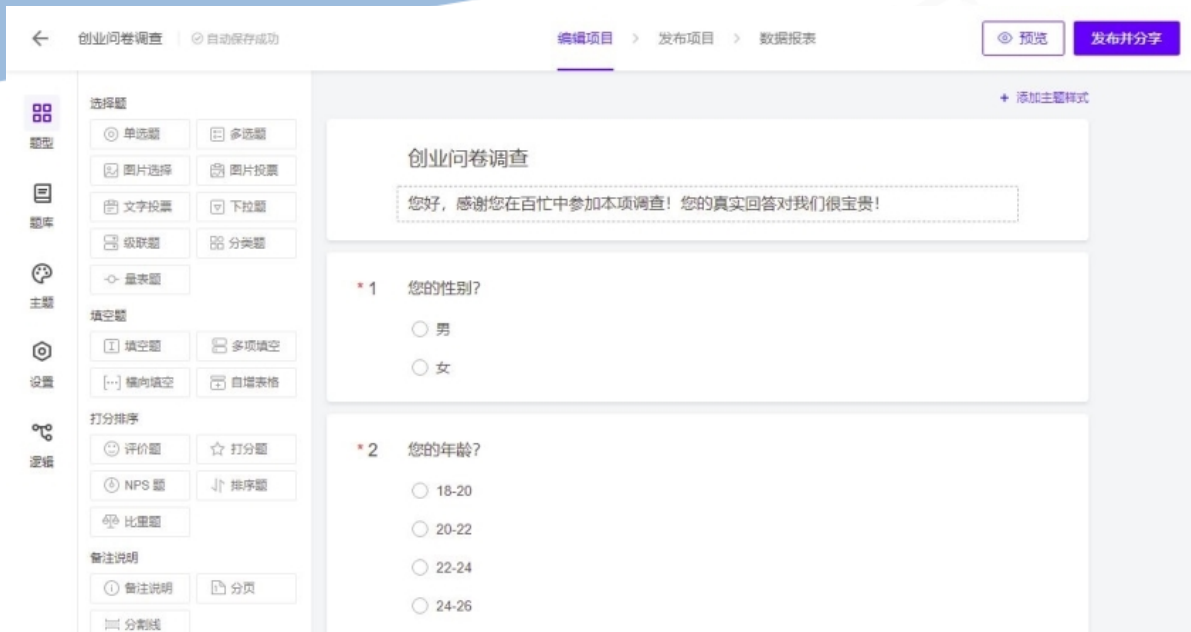 创业问卷调查 自动保存成功 编辑项目 > 发布项目 > 数据报表 预览 发布并分享
题型
题库
主题
设置
逻辑
选择题
单选题 多选题
图片选择 图片投票
文字投票 下拉题
级联题 分类题
量表题
填空题
填空题 多项填空
横向填空 自增表格
打分排序
评价题 打分题
NPS 题 排序题
比重题
备注说明
备注说明 分页
分割线
+ 添加主题样式
创业问卷调查
您好，感谢您在百忙中参加本项调查！您的真实回答对我们很宝贵！
* 1 您的性别?
男
女
* 2 您的年龄?
18-20
20-22
22-24
24-26